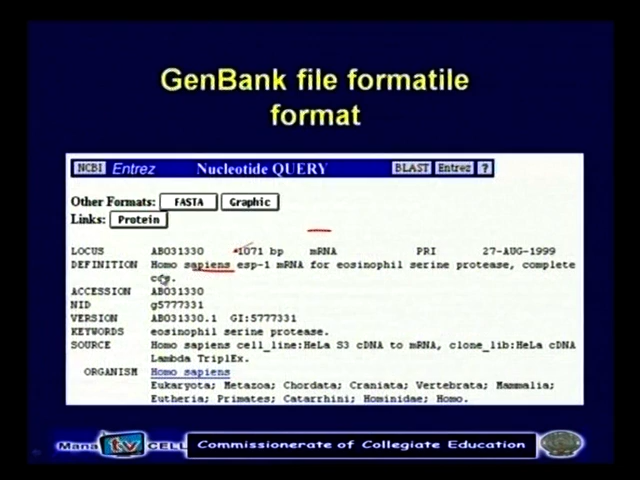 GenBank file formatile
format
NCBI Entrez Nucleotide QUERY BLAST Entrez ?
Other Formats: FASTA Graphic
Links: Protein
LOCUS AB031330 1071 bp mRNA PRI 27-AUG-1999
DEFINITION Homo sapiens esp-1 mRNA for eosinophil serine protease, complete
cds.
ACCESSION AB031330
NID g5777331
VERSION AB031330.1 GI:5777331
KEYWORDS eosinophil serine protease.
SOURCE Homo sapiens cell_line:HeLa S3 cDNA to mRNA, clone_lib:HeLa cDNA
Lambda TriplEx.
ORGANISM Homo sapiens
Eukaryota; Metazoa; Chordata; Craniata; Vertebrata; Mammalia;
Eutheria; Primates; Catarrhini; Hominidae; Homo.
Mana tv CELL Commissionerate of Collegiate Education